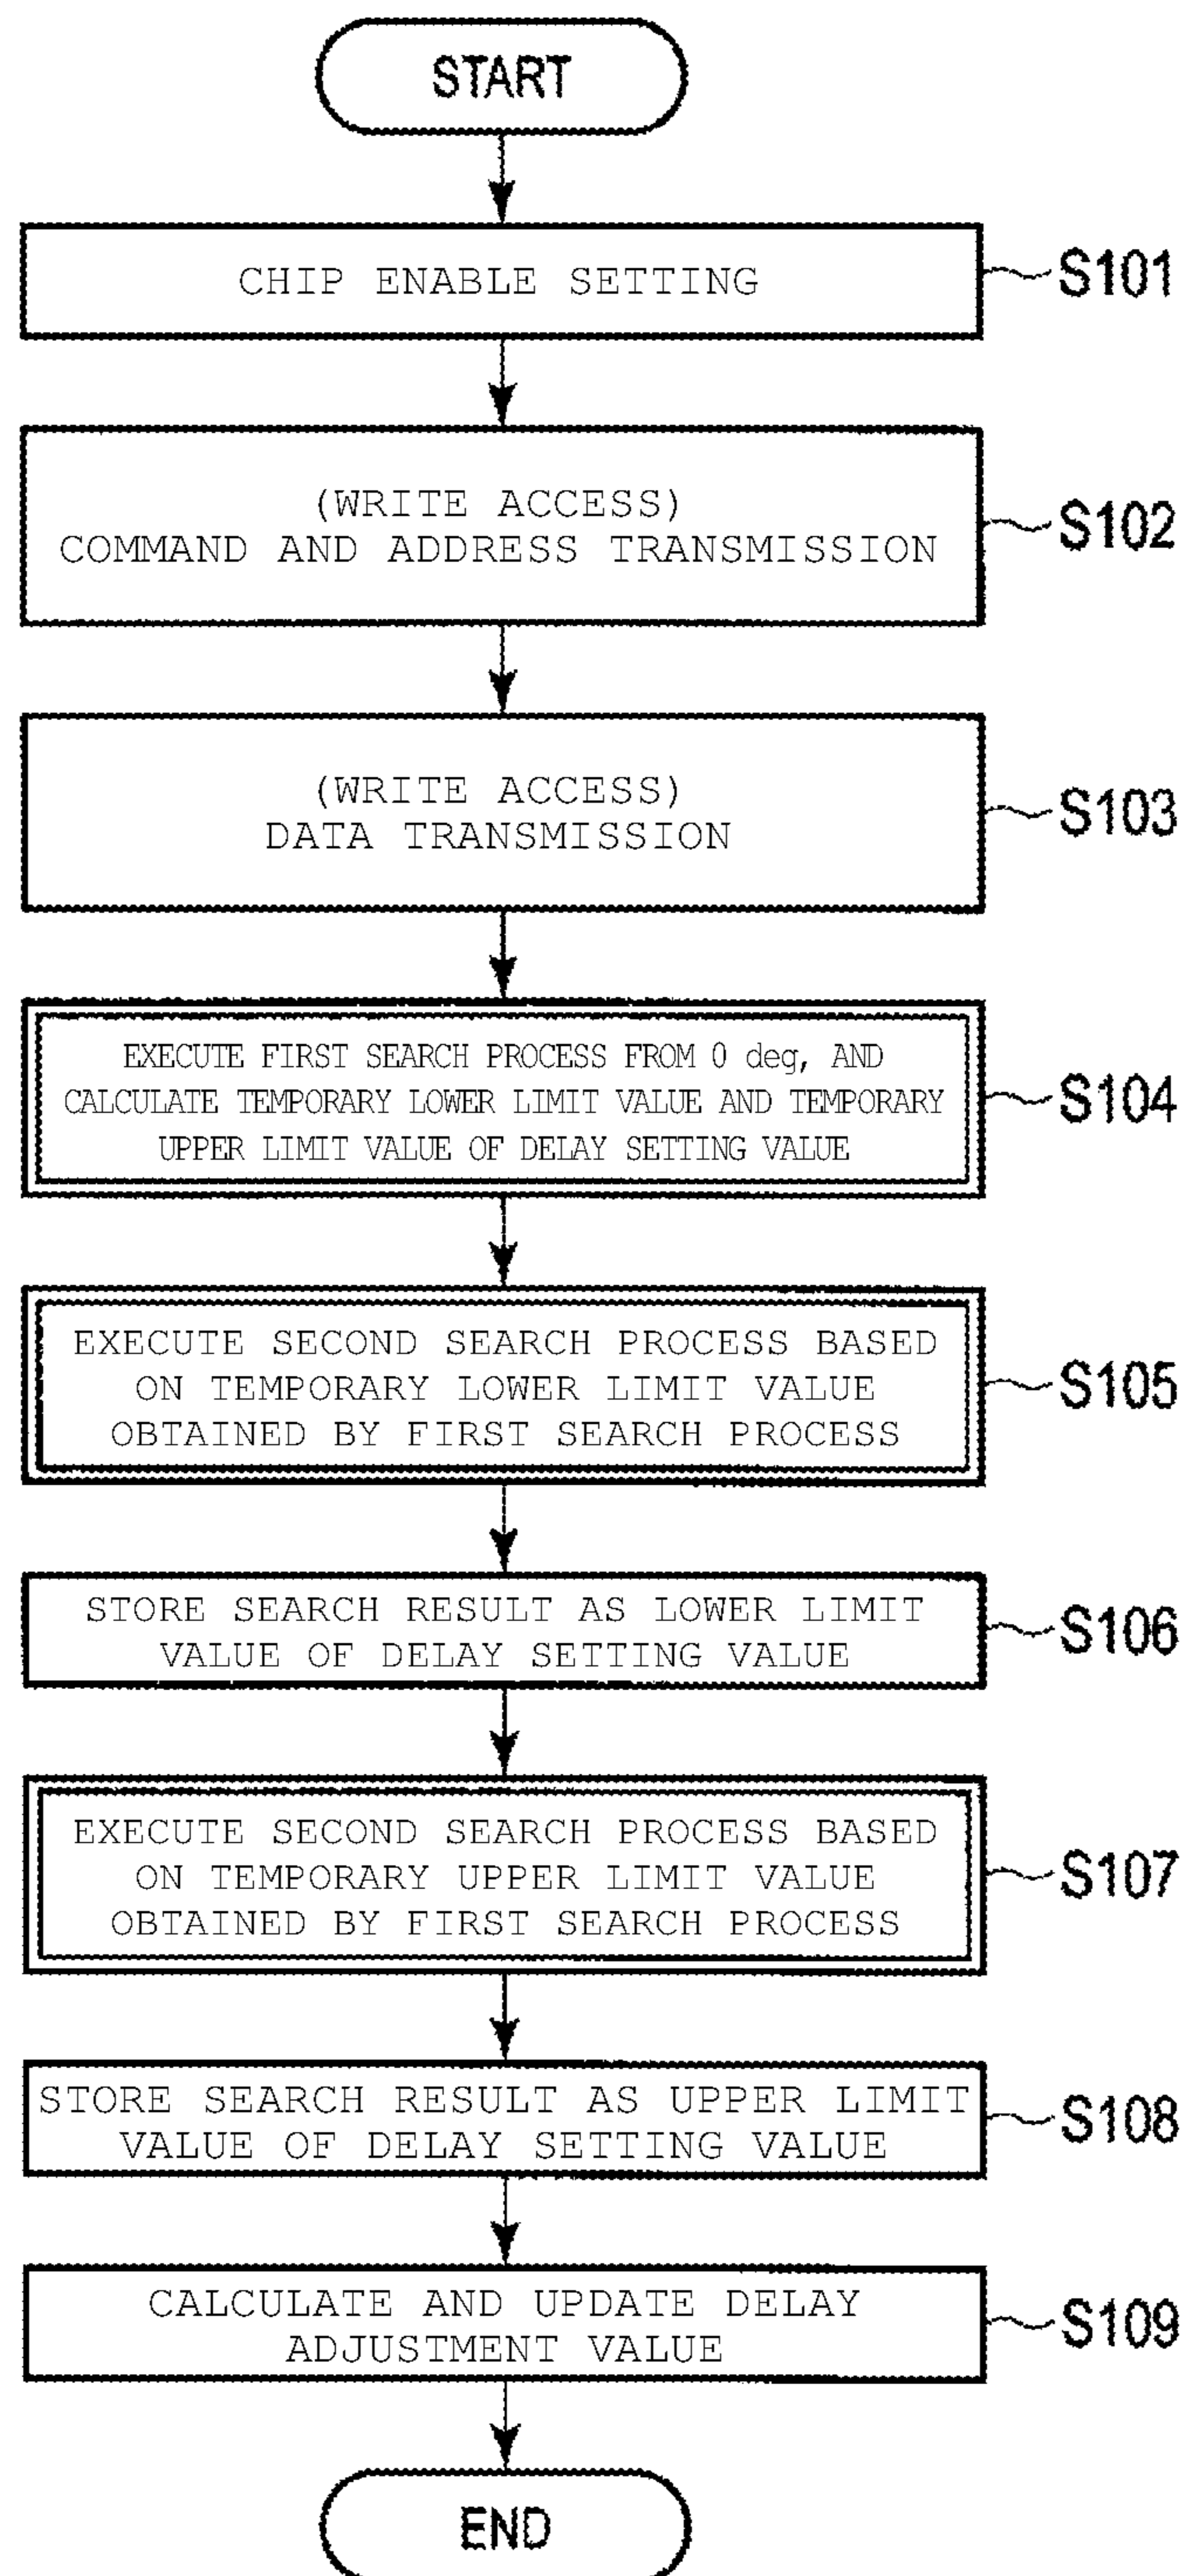 START
CHIP ENABLE SETTING
S101
(WRITE ACCESS)
COMMAND AND ADDRESS TRANSMISSION
S102
(WRITE ACCESS)
DATA TRANSMISSION
S103
EXECUTE FIRST SEARCH PROCESS FROM 0 deg, AND
CALCULATE TEMPORARY LOWER LIMIT VALUE AND TEMPORARY
UPPER LIMIT VALUE OF DELAY SETTING VALUE
S104
EXECUTE SECOND SEARCH PROCESS BASED
ON TEMPORARY LOWER LIMIT VALUE
OBTAINED BY FIRST SEARCH PROCESS
S105
STORE SEARCH RESULT AS LOWER LIMIT
VALUE OF DELAY SETTING VALUE
S106
EXECUTE SECOND SEARCH PROCESS BASED
ON TEMPORARY UPPER LIMIT VALUE
OBTAINED BY FIRST SEARCH PROCESS
S107
STORE SEARCH RESULT AS UPPER LIMIT
VALUE OF DELAY SETTING VALUE
S108
CALCULATE AND UPDATE DELAY
ADJUSTMENT VALUE
S109
END